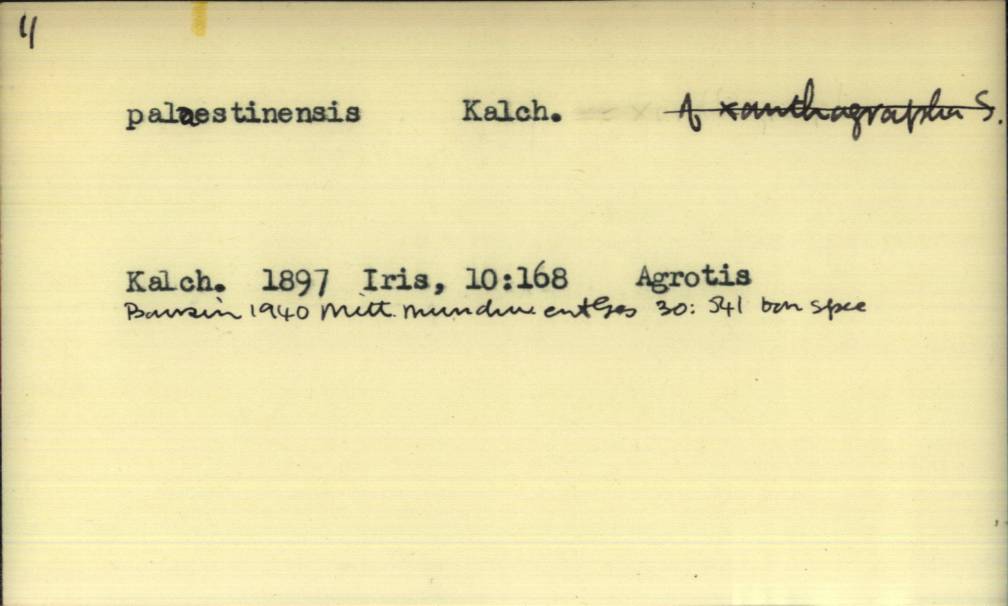 4
palaestinensis Kalch. f xanthographa S.
Kalch. 1897 Iris, 10:168 Agrotis
Boursin 1940 Mitt. Munchn ent Ges 30: 541 bon spec